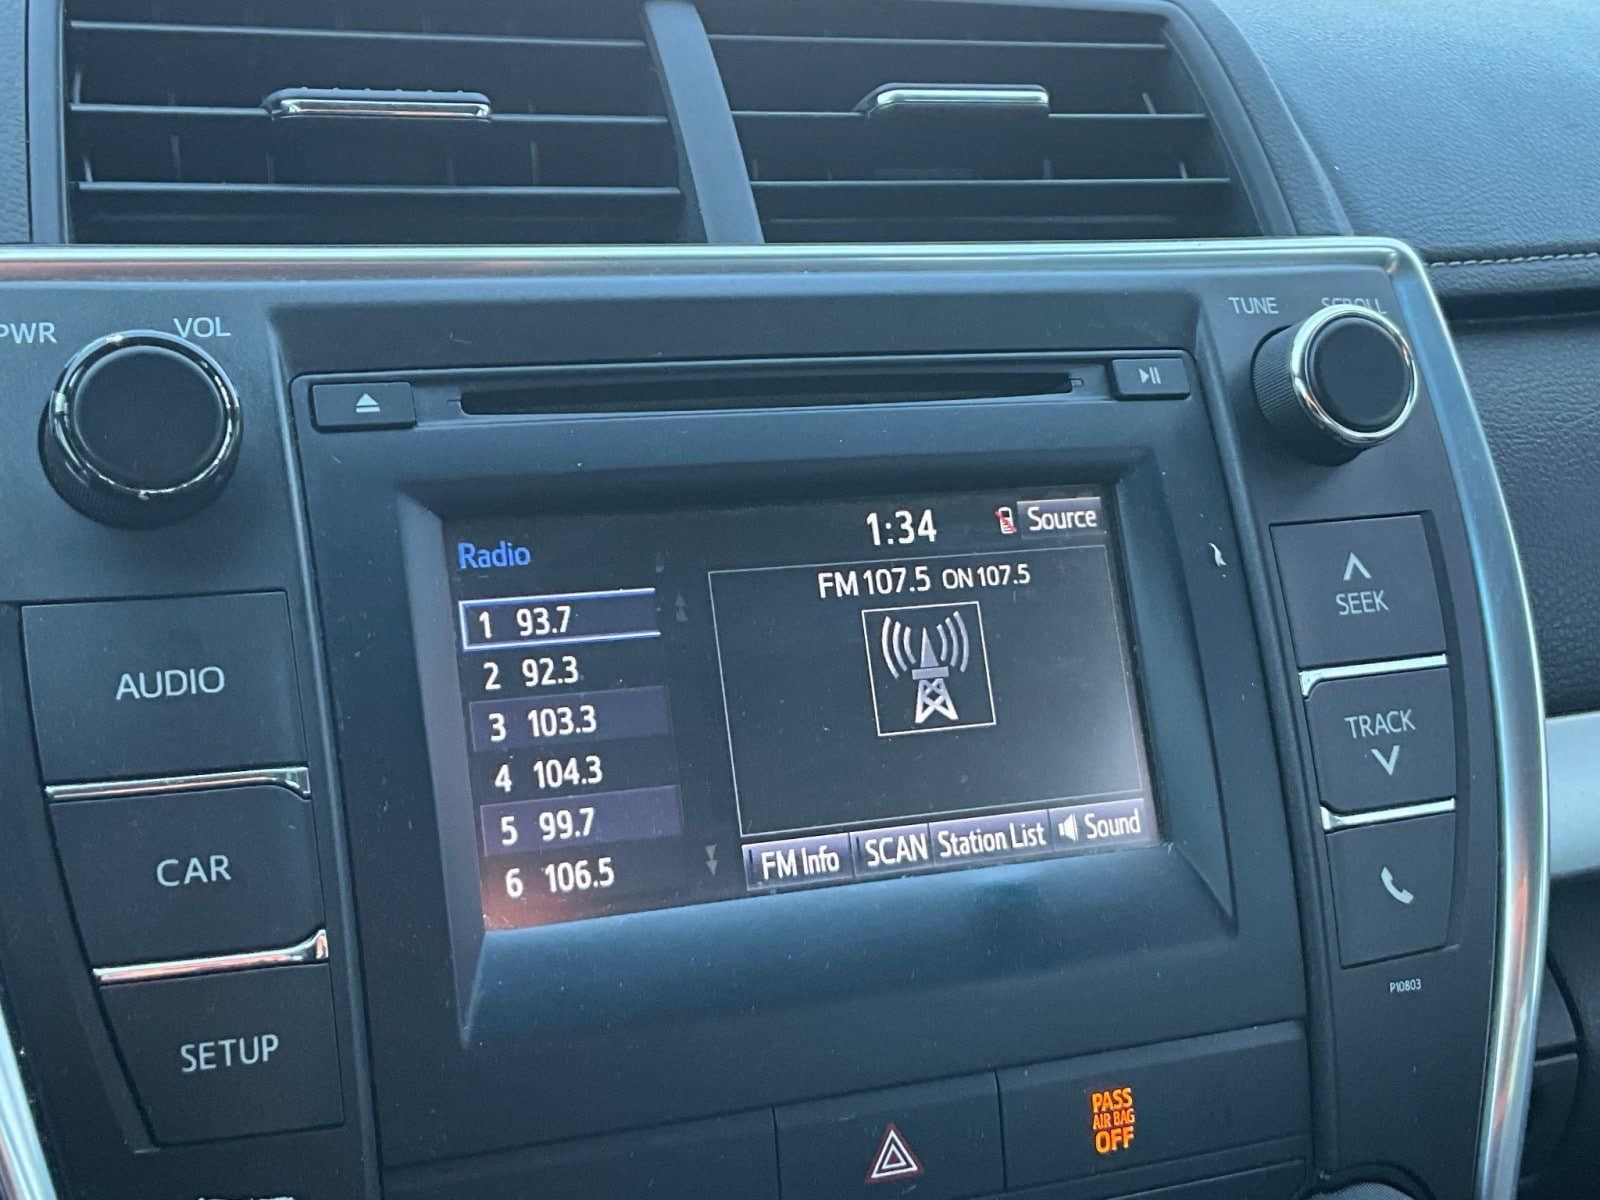 PWR VOL
TUNE SCROLL
AUDIO
CAR
SETUP
Radio
1:34
Source
1 93.7
2 92.3
3 103.3
4 104.3
5 99.7
6 106.5
FM 107.5 ON 107.5
FM Info
SCAN
Station List
Sound
SEEK
TRACK
P10803
PASS
AIR BAG
OFF